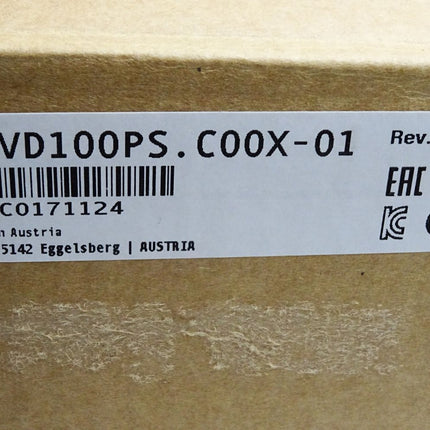 VD100PS.C00X-01 Rev.
C0171124
n Austria
5142 Eggelsberg | AUSTRIA
EAC